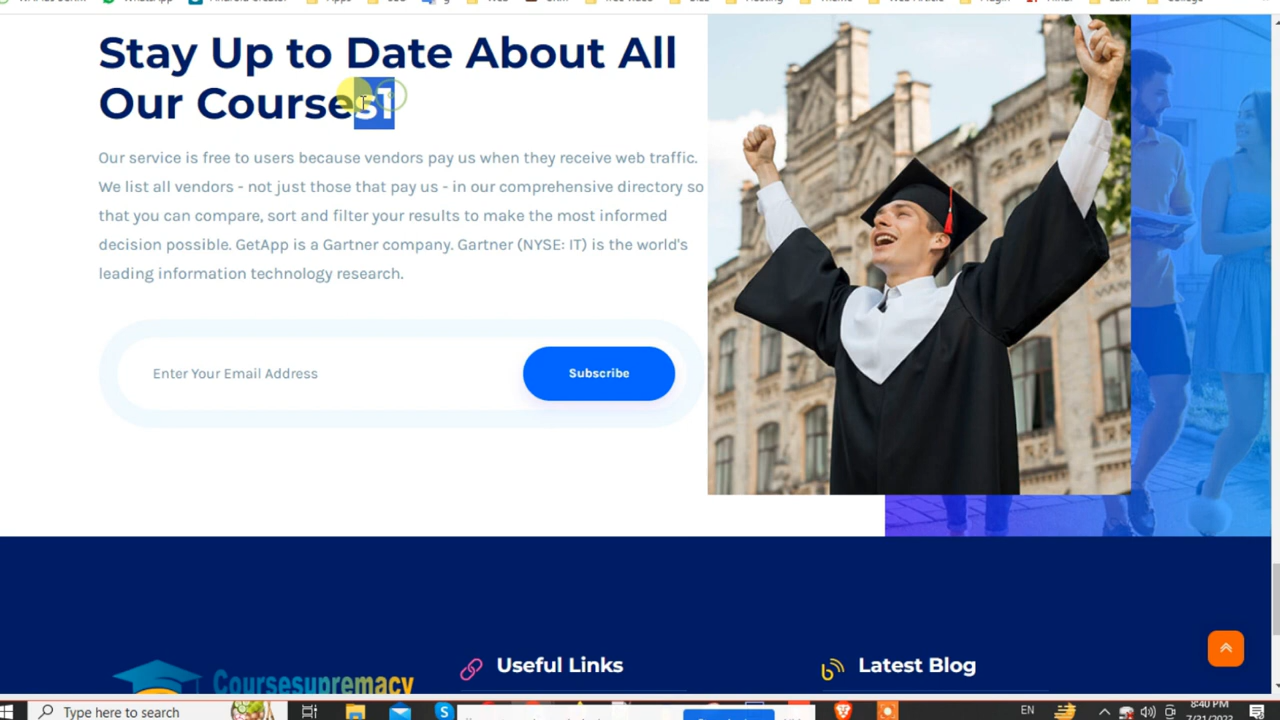 Stay Up to Date About All
Our Courses1
Our service is free to users because vendors pay us when they receive web traffic.
We list all vendors - not just those that pay us - in our comprehensive directory so
that you can compare, sort and filter your results to make the most informed
decision possible. GetApp is a Gartner company. Gartner (NYSE: IT) is the world's
leading information technology research.
Enter Your Email Address
Subscribe
Coursesupremacy
Useful Links
Latest Blog
Type here to search
EN
8:40 PM